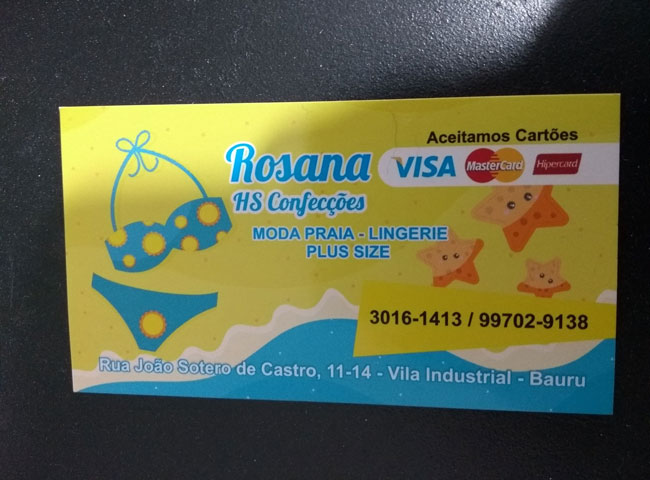 Aceitamos Cartões
Rosana
VISA MasterCard Hipercard
HS Confecções
MODA PRAIA - LINGERIE
PLUS SIZE
3016-1413 / 99702-9138
Rua João Sotero de Castro, 11-14 - Vila Industrial - Bauru